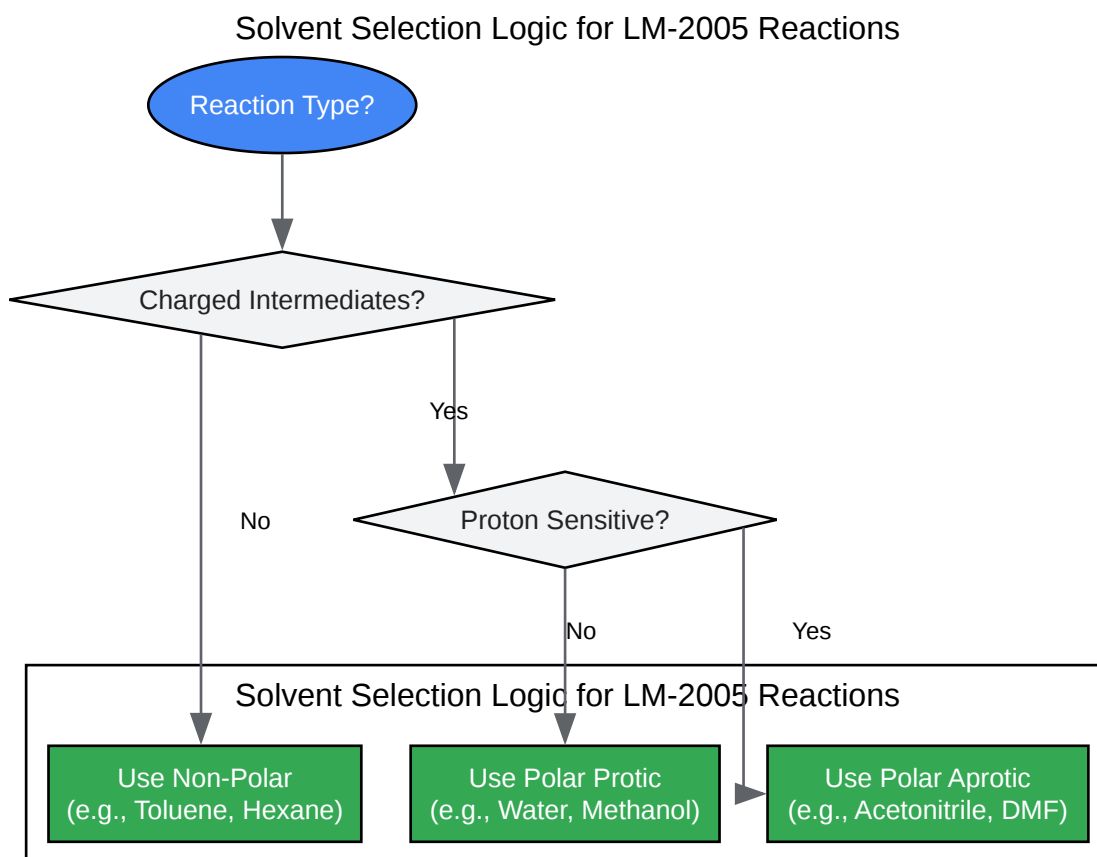 Solvent Selection Logic for LM-2005 Reactions
Reaction Type?
Charged Intermediates?
Yes
Proton Sensitive?
No
No
Yes
Solvent Selection Logic for LM-2005 Reactions
Use Non-Polar
(e.g., Toluene, Hexane)
Use Polar Protic
(e.g., Water, Methanol)
Use Polar Aprotic
(e.g., Acetonitrile, DMF)